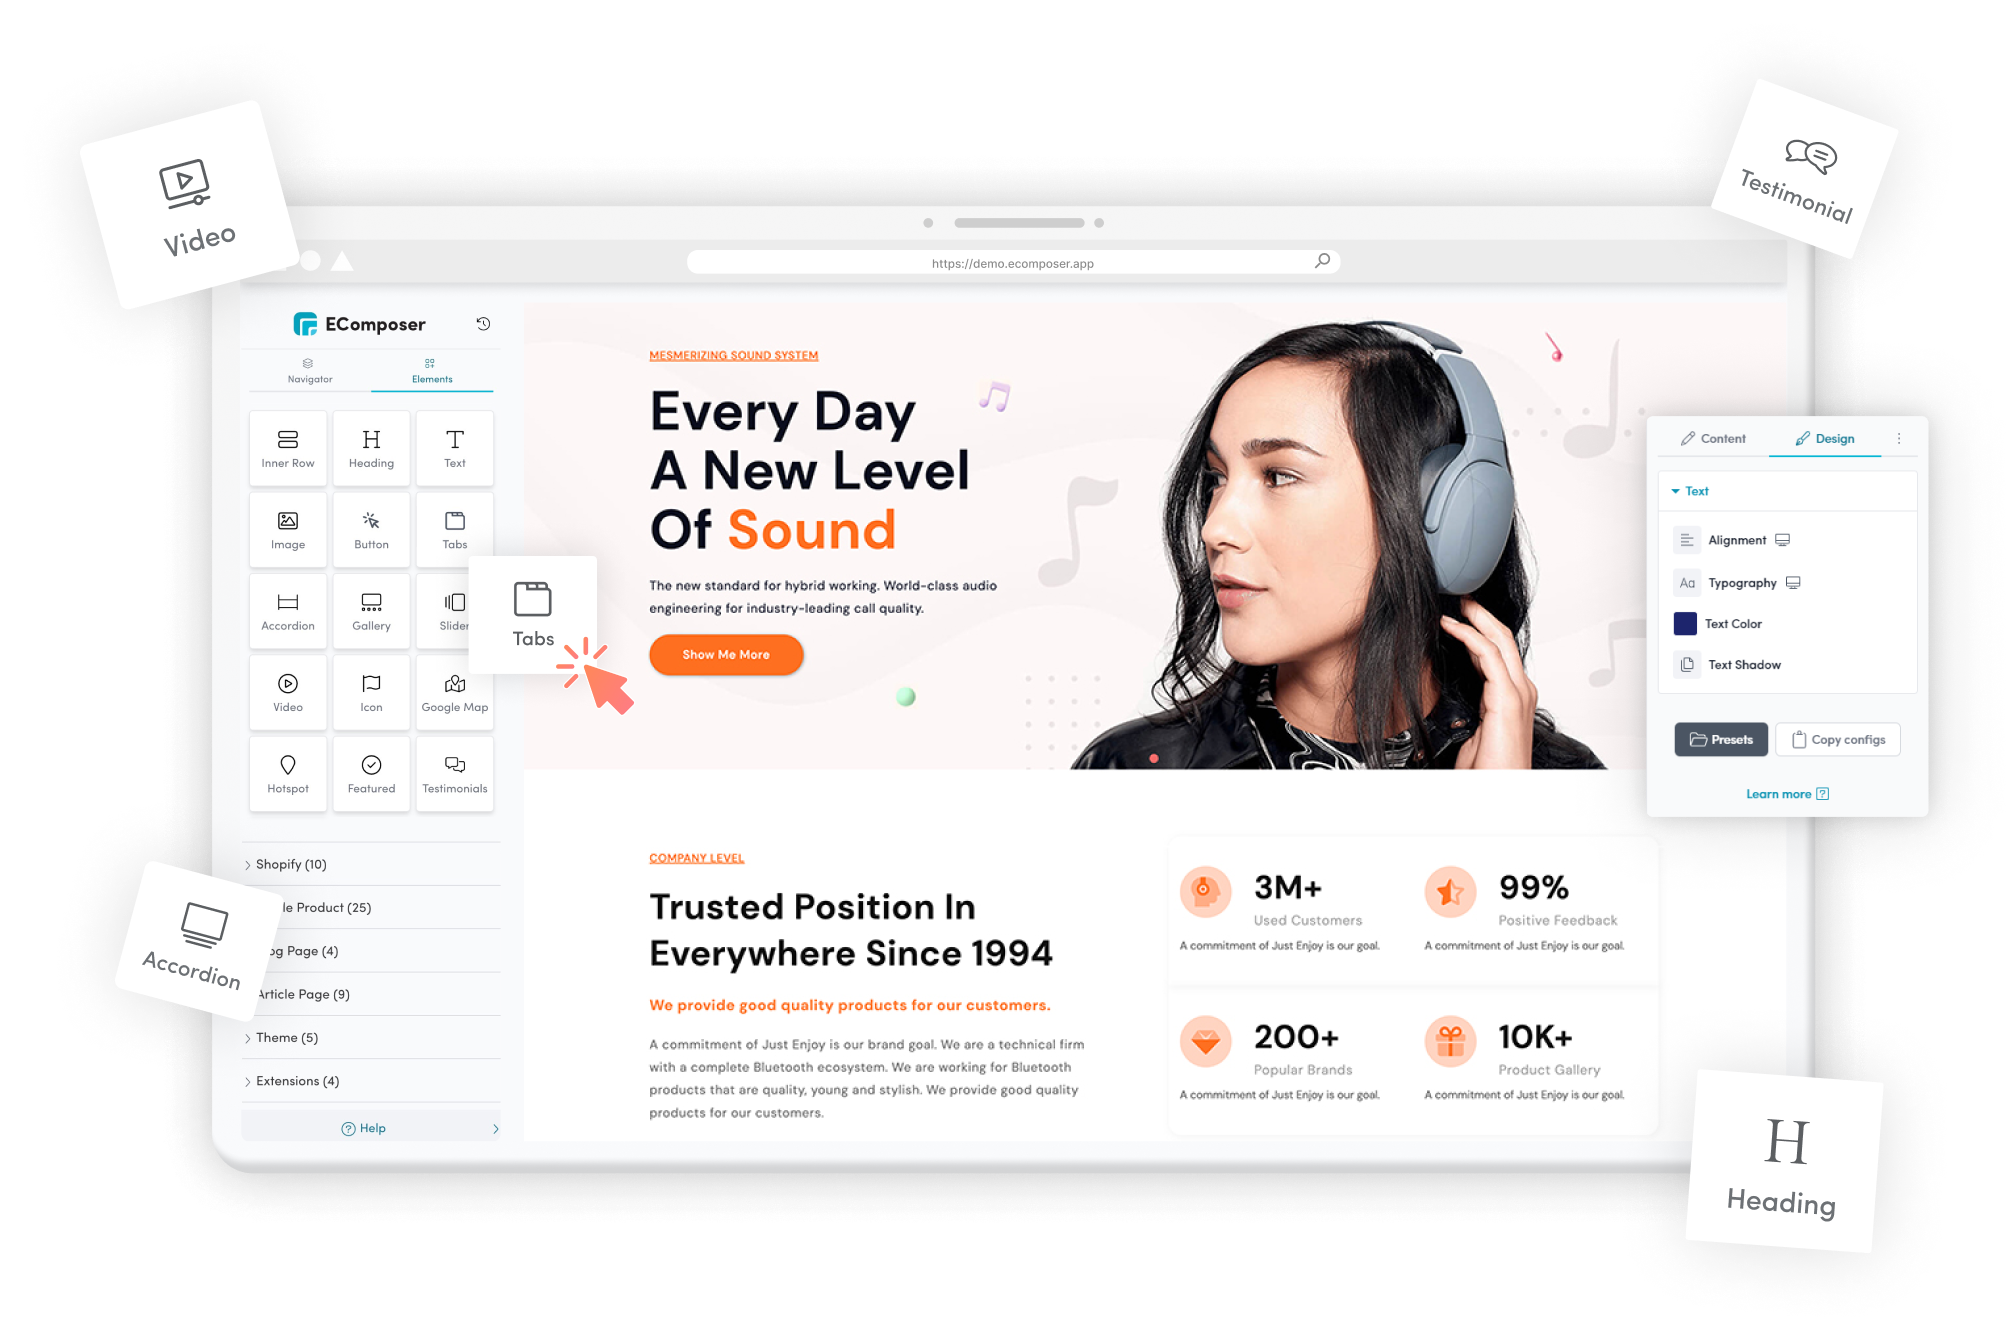 Video
Testimonial
https://demo.ecomposer.app
EComposer
Navigator
Elements
Inner Row
Heading
Text
Image
Button
Tabs
Accordion
Gallery
Slider
Video
Icon
Google Map
Hotspot
Featured
Testimonials
Tabs
Shopify (10)
Product (25)
Page (4)
Article Page (9)
Theme (5)
Extensions (4)
Help
Accordion
MESMERIZING SOUND SYSTEM
Every Day
A New Level
Of Sound
The new standard for hybrid working. World-class audio
engineering for industry-leading call quality.
Show Me More
Content
Design
Text
Alignment
Aa Typography
Text Color
Text Shadow
Presets
Copy configs
Learn more
COMPANY LEVEL
Trusted Position In
Everywhere Since 1994
We provide good quality products for our customers.
A commitment of Just Enjoy is our brand goal. We are a technical firm
with a complete Bluetooth ecosystem. We are working for Bluetooth
products that are quality, young and stylish. We provide good quality
products for our customers.
3M+
Used Customers
A commitment of Just Enjoy is our goal.
99%
Positive Feedback
A commitment of Just Enjoy is our goal.
200+
Popular Brands
A commitment of Just Enjoy is our goal.
10K+
Product Gallery
A commitment of Just Enjoy is our goal.
H
Heading